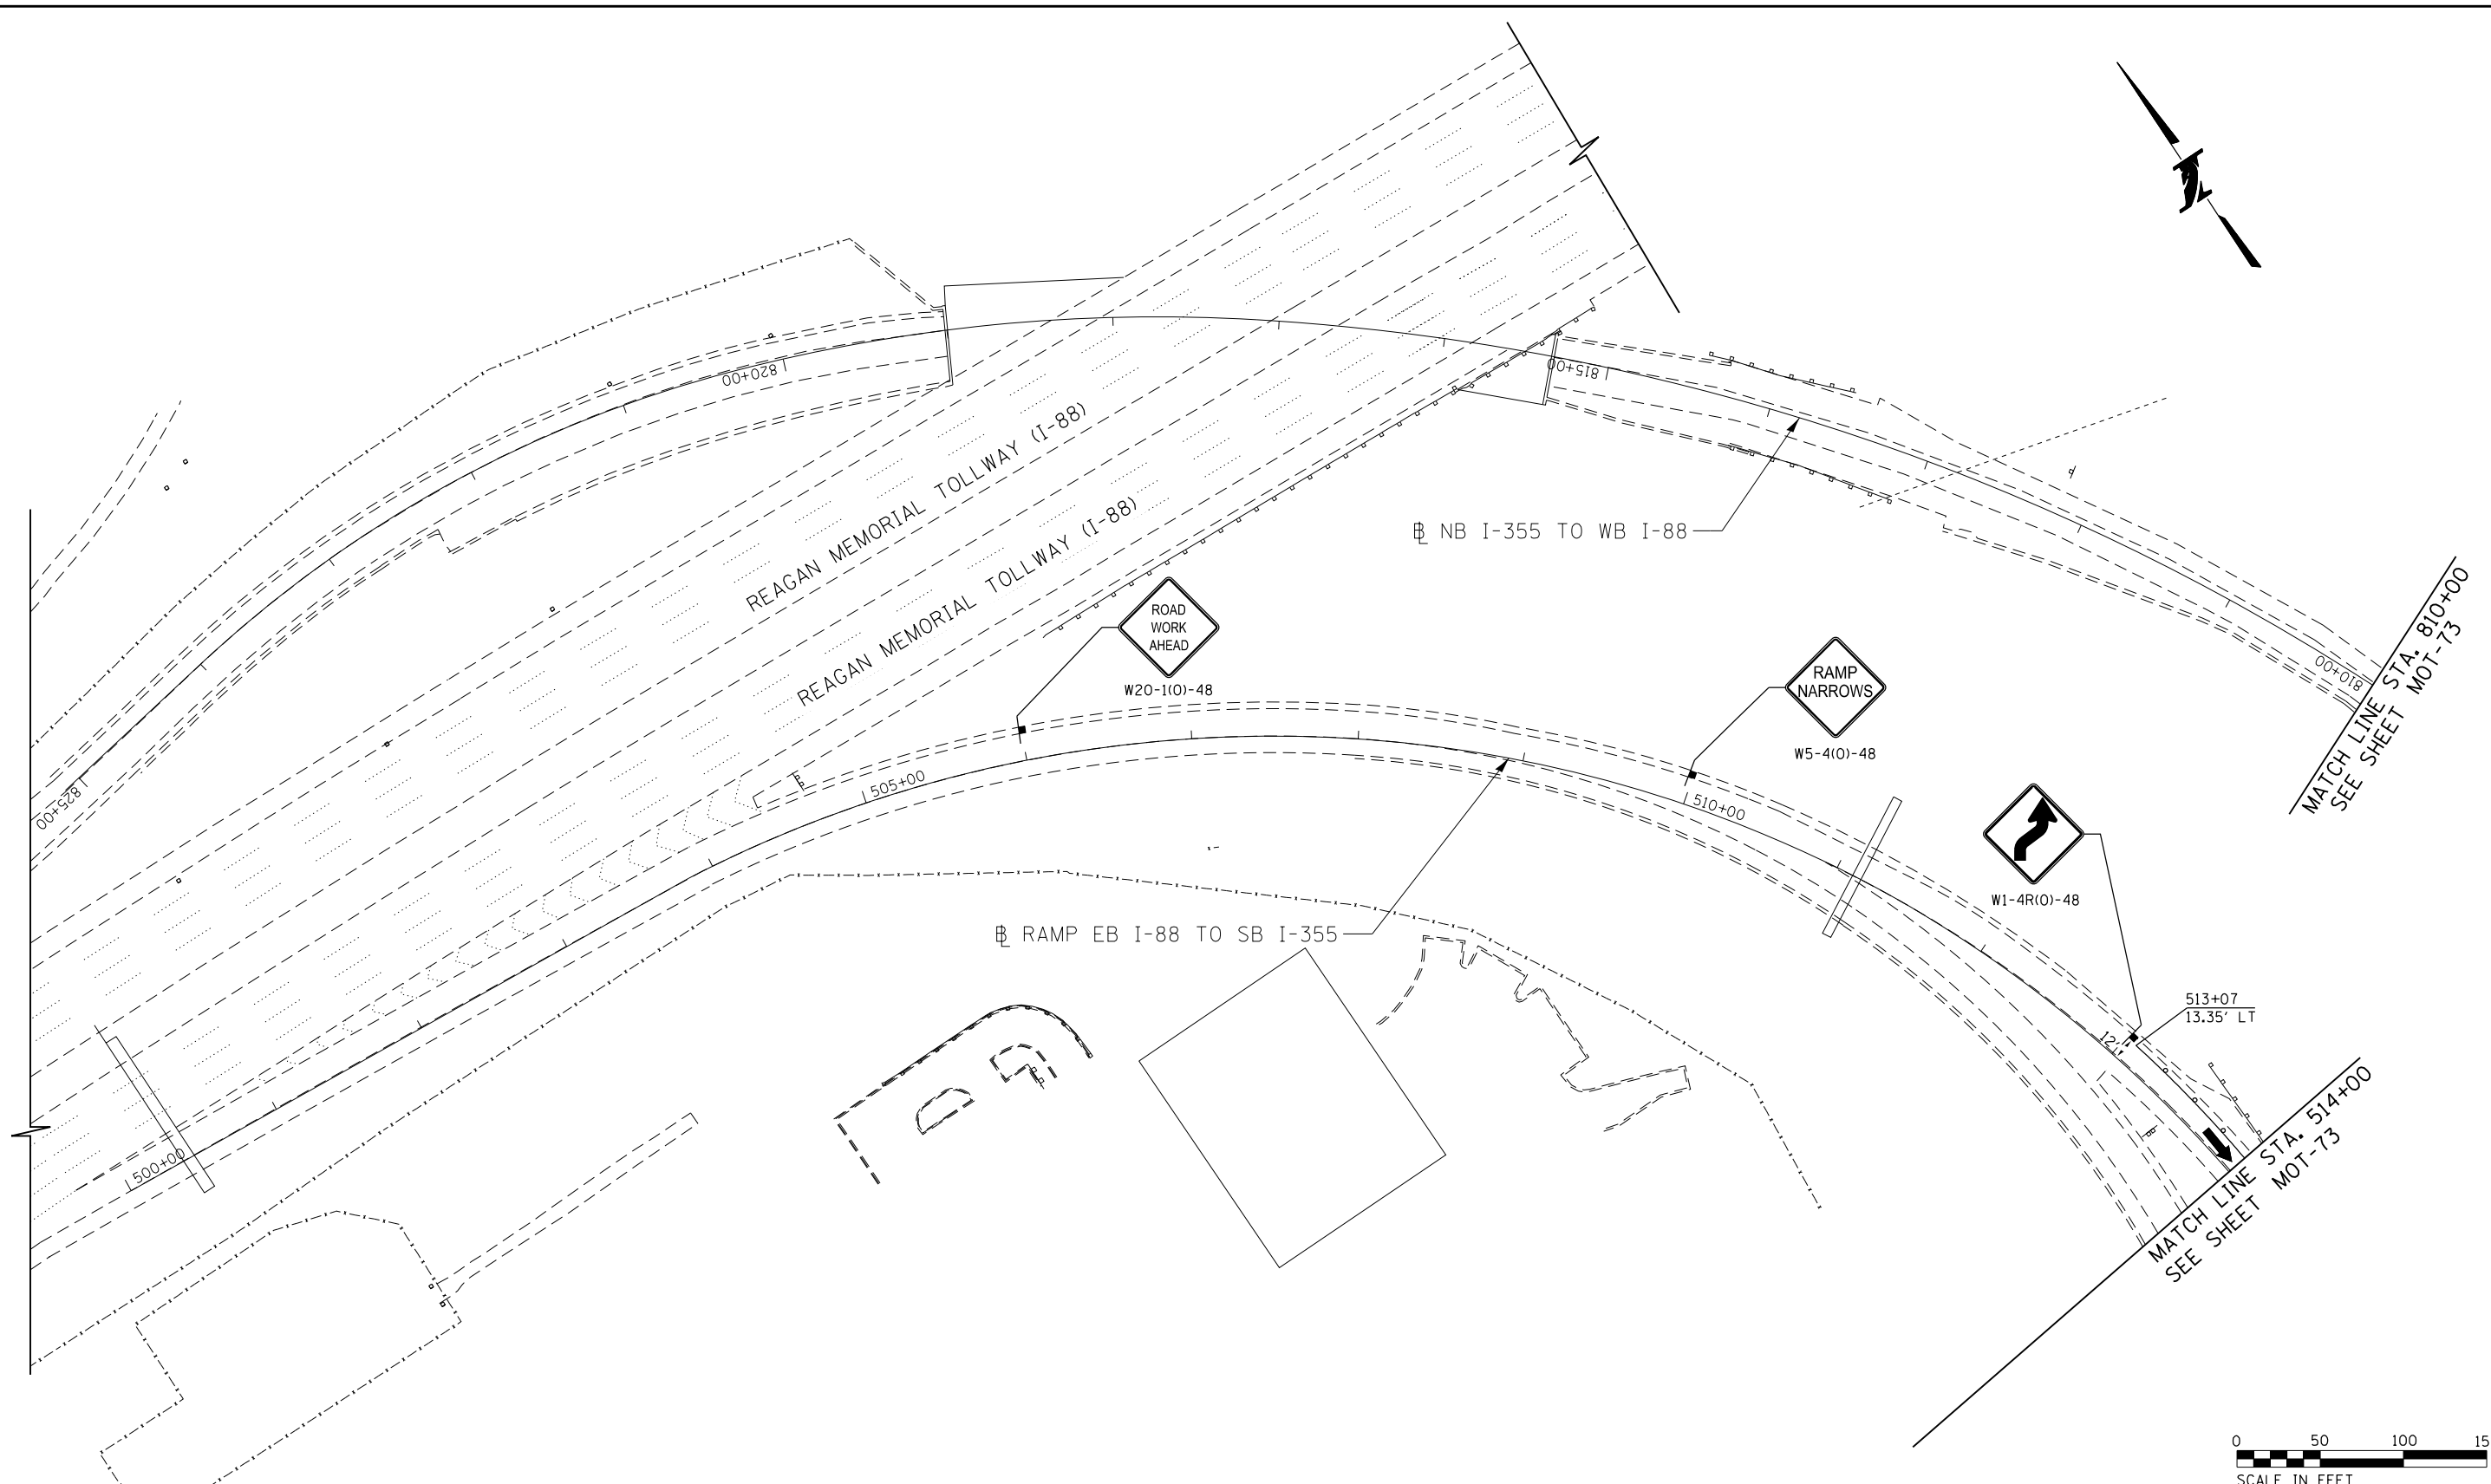 820+00
815+00
REAGAN MEMORIAL TOLLWAY (I-88)
REAGAN MEMORIAL TOLLWAY (I-88)
℄ NB I-355 TO WB I-88
ROAD
WORK
AHEAD
W20-1(O)-48
RAMP
NARROWS
W5-4(O)-48
810+00
MATCH LINE STA. 810+00
SEE SHEET MOT-73
825+00
505+00
510+00
W1-4R(O)-48
℄ RAMP EB I-88 TO SB I-355
513+07
13.35' LT
12'
500+00
MATCH LINE STA. 514+00
SEE SHEET MOT-73
0 50 100 15
SCALE IN FEET